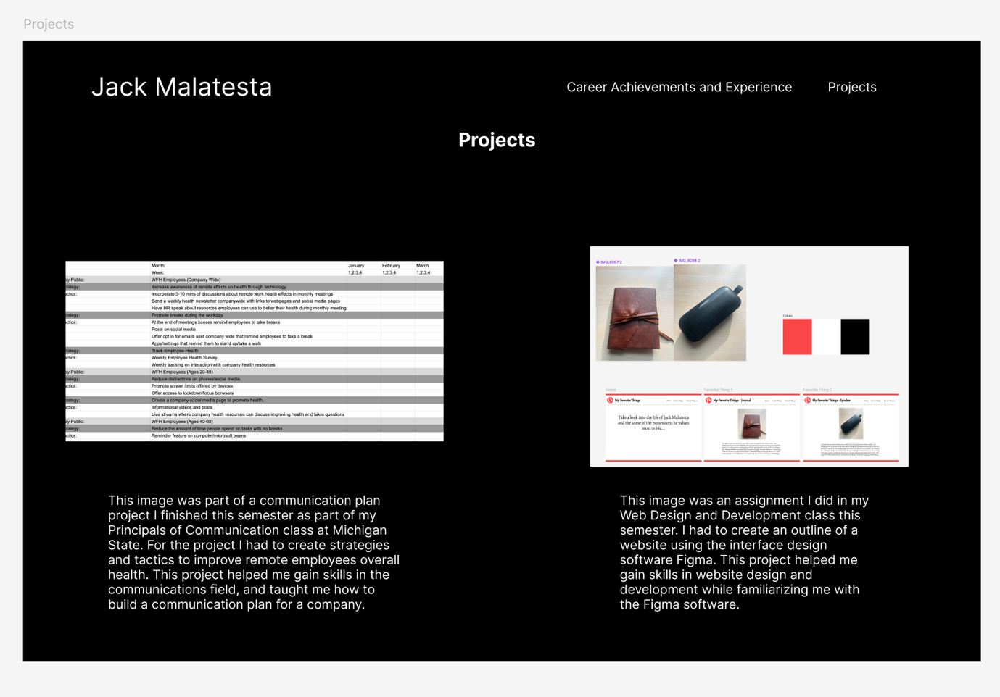 Projects
Jack Malatesta
Career Achievements and Experience
Projects
Projects
Month:
January
February
March
Week:
1,2,3,4
1,2,3,4
1,2,3,4
ey Public:
WFH Employees (Company Wide)
rategy:
Increase awareness of remote effects on health through technology.
ctics:
Incorperate 5-10 mins of discussions about remote work health effects in monthly meetings
Send a weekly health newsletter companywide with links to webpages and social media pages
Have HR speak about resources employees can use to better their health during monthly meeting
rategy:
Promote breaks during the workday.
ctics:
At the end of meetings bosses remind employees to take breaks
Posts on social media
Offer opt in for emails sent company wide that remind employees to take a break
Apps/settings that remind them to stand up/take a walk
rategy:
Track Employee Health
ctics:
Weekly Employee Health Survey
Weekly tracking on interaction with company health resources
ey Public:
WFH Employees (Ages 20-40)
rategy:
Reduce distractions on phones/social media.
ctics:
Promote screen limits offered by devices
Offer access to lockdown/focus borwsers
rategy:
Create a company social media page to promote health.
ctics:
informational videos and posts
Live streams where company health resources can discuss improving health and takre questions
ey Public:
WFH Employees (Ages 40-60)
rategy:
Reduce the amount of time people spend on tasks with no breaks
ctics:
Reminder feature on computer/microsoft teams
IMG_6097 2
IMG_6098 2
Colors
Home
Favorite Thing 1
Favorite Thing 2
My Favorite Things
My Favorite Things - Journal
My Favorite Things - Speaker
Take a look into the life of Jack Malatesta
and the some of the possessions he values
most in life...
This image was part of a communication plan
project I finished this semester as part of my
Principals of Communication class at Michigan
State. For the project I had to create strategies
and tactics to improve remote employees overall
health. This project helped me gain skills in the
communications field, and taught me how to
build a communication plan for a company.
This image was an assignment I did in my
Web Design and Development class this
semester. I had to create an outline of a
website using the interface design
software Figma. This project helped me
gain skills in website design and
development while familiarizing me with
the Figma software.